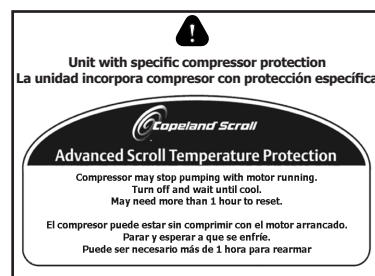 Unit with specific compressor protection
La unidad incorpora compresor con protección específica
Copeland Scroll
Advanced Scroll Temperature Protection
Compressor may stop pumping with motor running.
Turn off and wait until cool.
May need more than 1 hour to reset.
El compresor puede estar sin comprimir con el motor arrancado.
Parar y esperar a que se enfríe.
Puede ser necesario más de 1 hora para rearmar